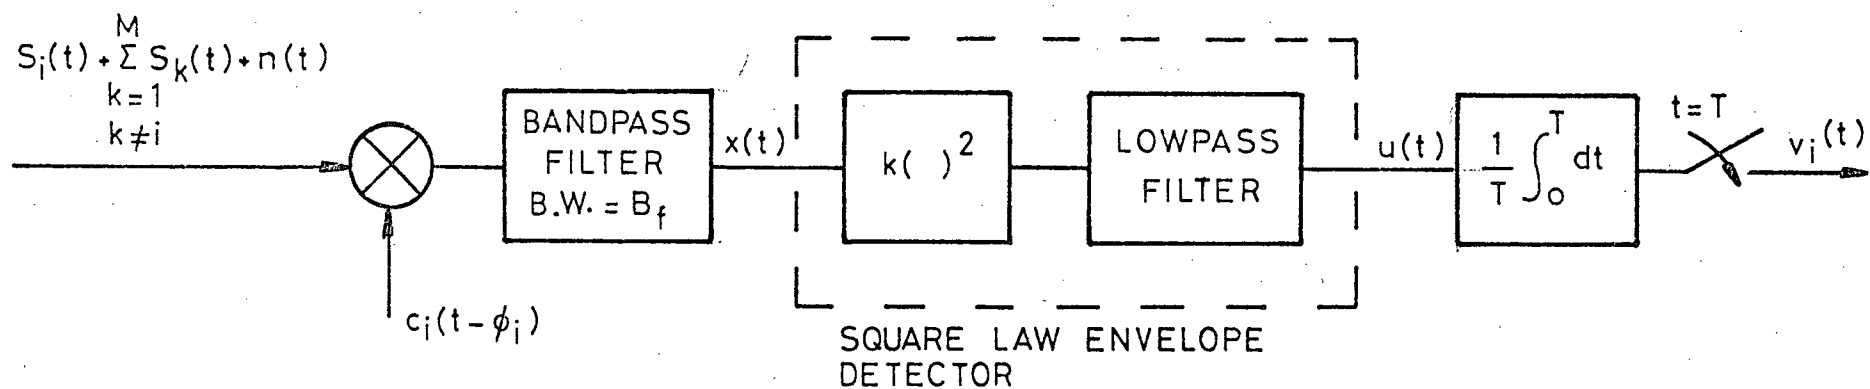 M
S_i(t) + Σ S_k(t) + n(t)
k=1
k≠i
c_i(t-ϕ_i)
BANDPASS
FILTER
B.W. = B_f
x(t)
k( )²
LOWPASS
FILTER
SQUARE LAW ENVELOPE
DETECTOR
u(t)
1/T ∫_0^T dt
t=T
v_i(t)